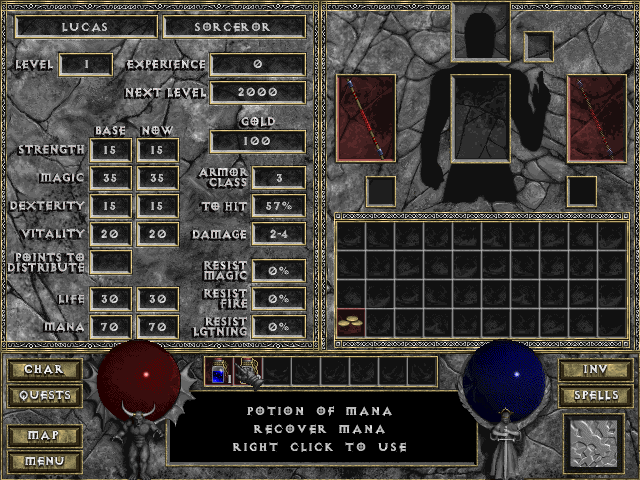 LUCAS SORCEROR
LEVEL 1 EXPERIENCE 0
NEXT LEVEL 2000
BASE NOW GOLD
100
STRENGTH 15 15
MAGIC 35 35 ARMOR CLASS 3
DEXTERITY 15 15 TO HIT 57%
VITALITY 20 20 DAMAGE 2-4
POINTS TO DISTRIBUTE
RESIST MAGIC 0%
LIFE 30 30 RESIST FIRE 0%
MANA 70 70 RESIST LGTNING 0%
CHAR
QUESTS
MAP
MENU
1
POTION OF MANA
RECOVER MANA
RIGHT CLICK TO USE
INV
SPELLS